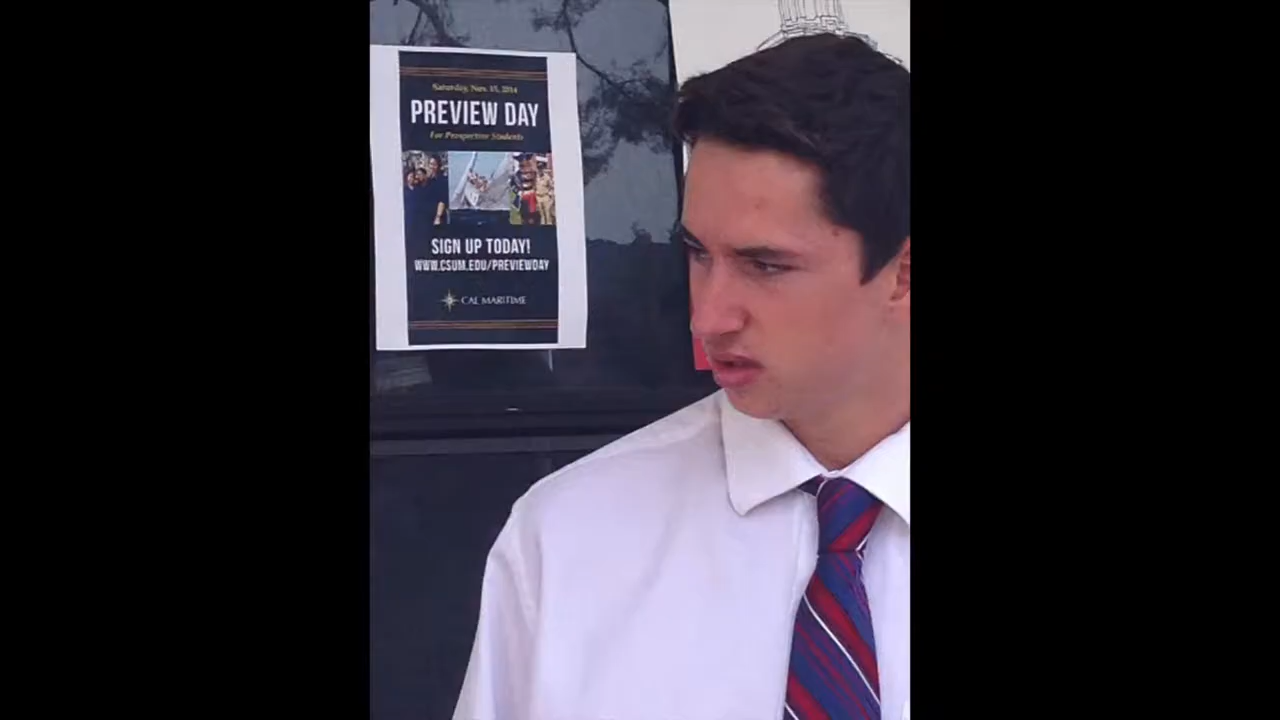 Saturday, Nov. 15, 2014
PREVIEW DAY
For Prospective Students
SIGN UP TODAY!
WWW.CSUM.EDU/PREVIEWDAY
CAL MARITIME